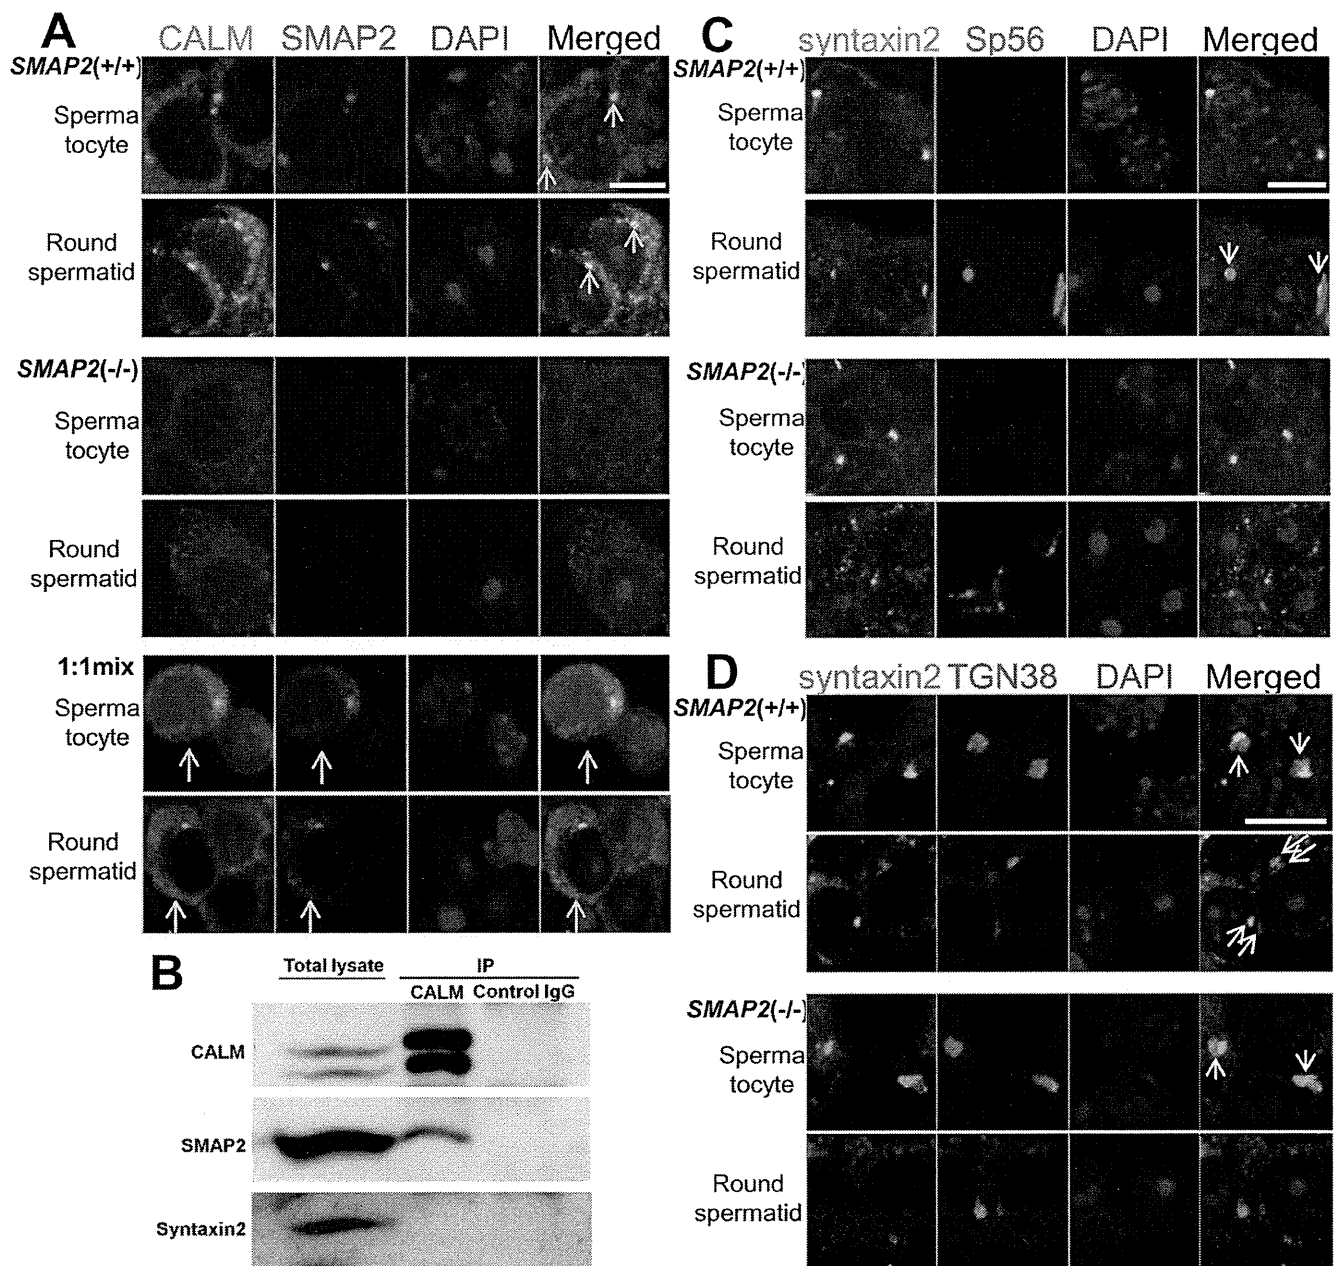 A
CALM SMAP2 DAPI Merged
SMAP2(+/+)
Sperma
tocyte
Round
spermatid
SMAP2(-/-)
Sperma
tocyte
Round
spermatid
1:1mix
Sperma
tocyte
Round
spermatid
B
Total lysate IP
CALM Control IgG
CALM
SMAP2
Syntaxin2
C
syntaxin2 Sp56 DAPI Merged
SMAP2(+/+)
Sperma
tocyte
Round
spermatid
SMAP2(-/-)
Sperma
tocyte
Round
spermatid
D
syntaxin2 TGN38 DAPI Merged
SMAP2(+/+)
Sperma
tocyte
Round
spermatid
SMAP2(-/-)
Sperma
tocyte
Round
spermatid